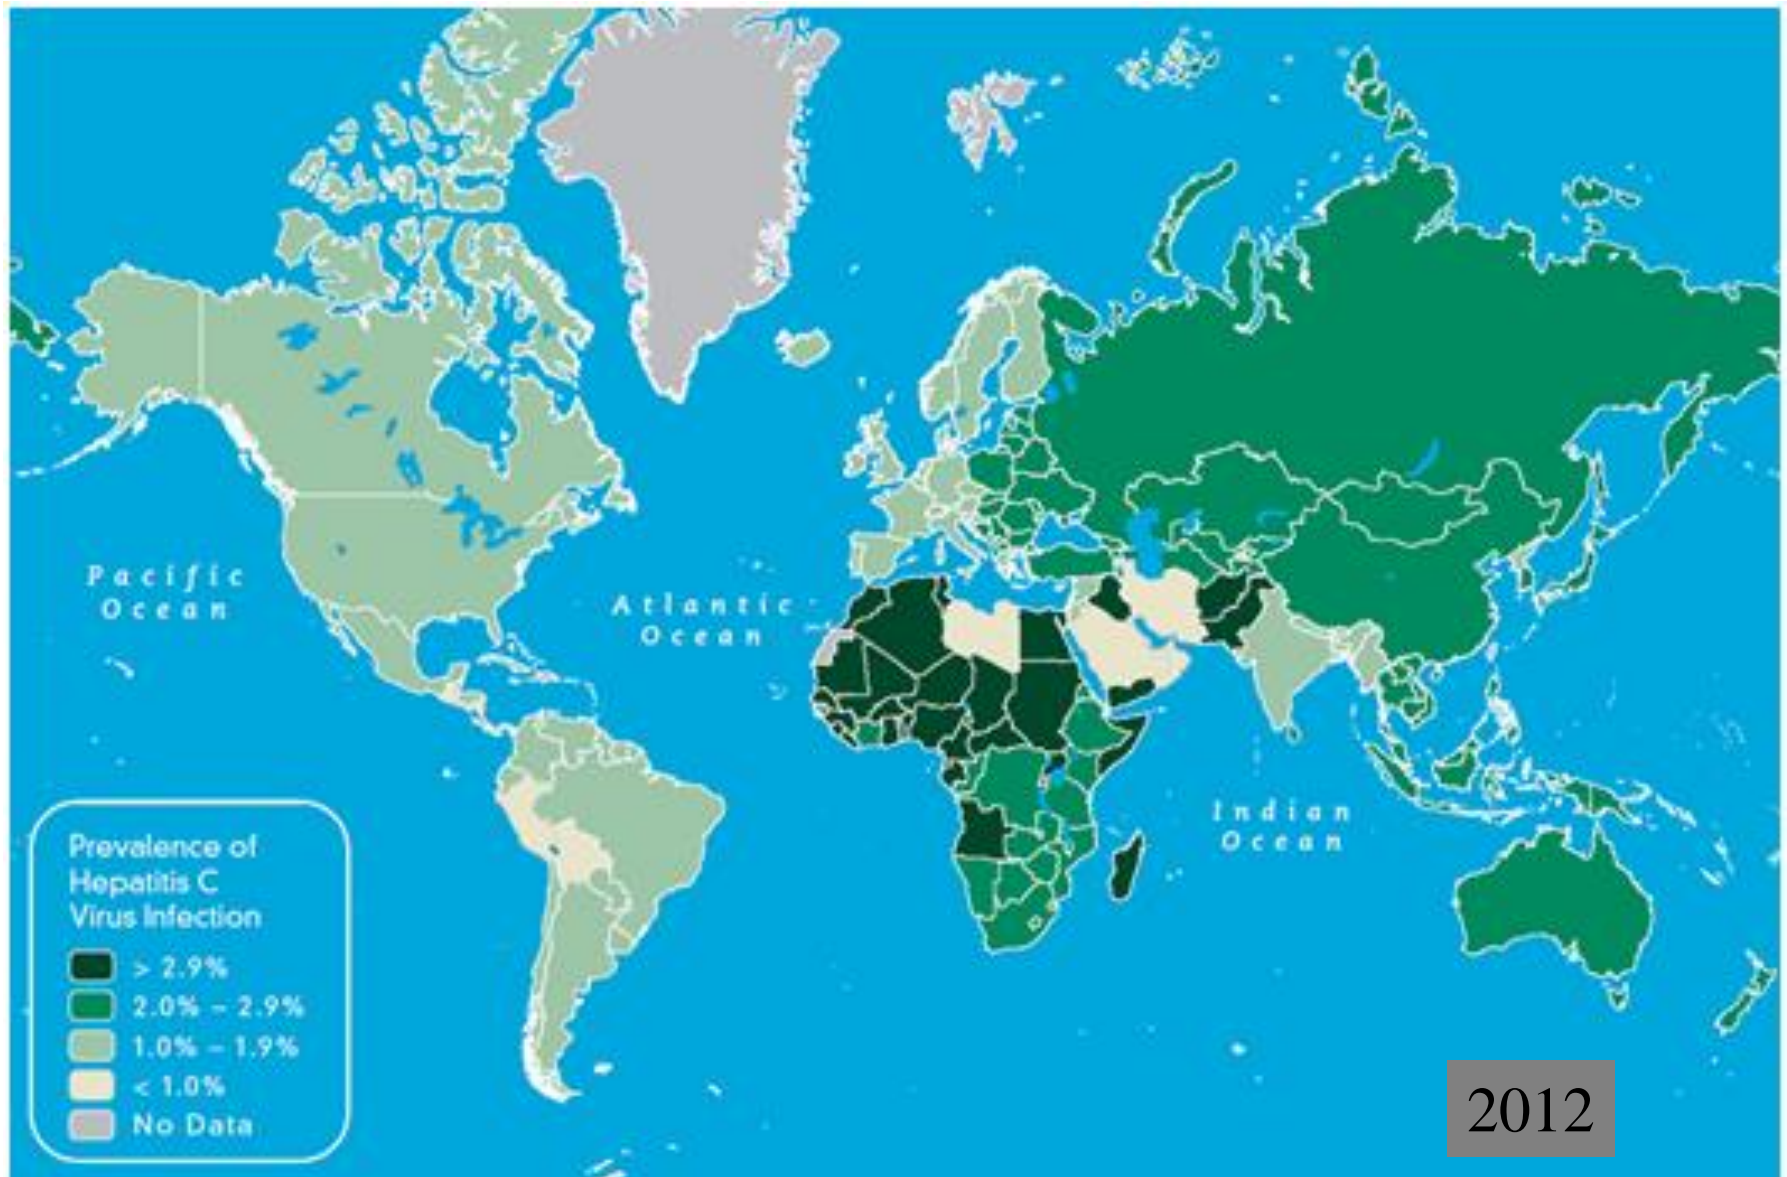 Pacific
Ocean
Atlantic
Ocean
Indian
Ocean
Prevalence of
Hepatitis C
Virus Infection
> 2.9%
2.0% – 2.9%
1.0% – 1.9%
< 1.0%
No Data
2012